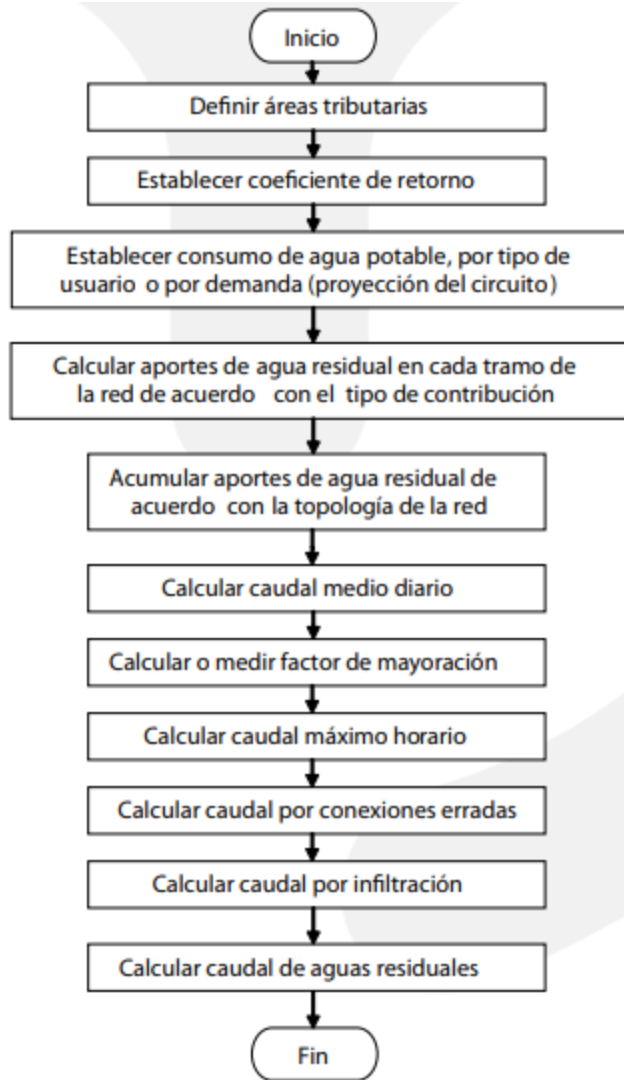 Inicio
Definir áreas tributarias
Establecer coeficiente de retorno
Establecer consumo de agua potable, por tipo de
usuario o por demanda (proyección del circuito)
Calcular aportes de agua residual en cada tramo de
la red de acuerdo con el tipo de contribución
Acumular aportes de agua residual de
acuerdo con la topología de la red
Calcular caudal medio diario
Calcular o medir factor de mayoración
Calcular caudal máximo horario
Calcular caudal por conexiones erradas
Calcular caudal por infiltración
Calcular caudal de aguas residuales
Fin